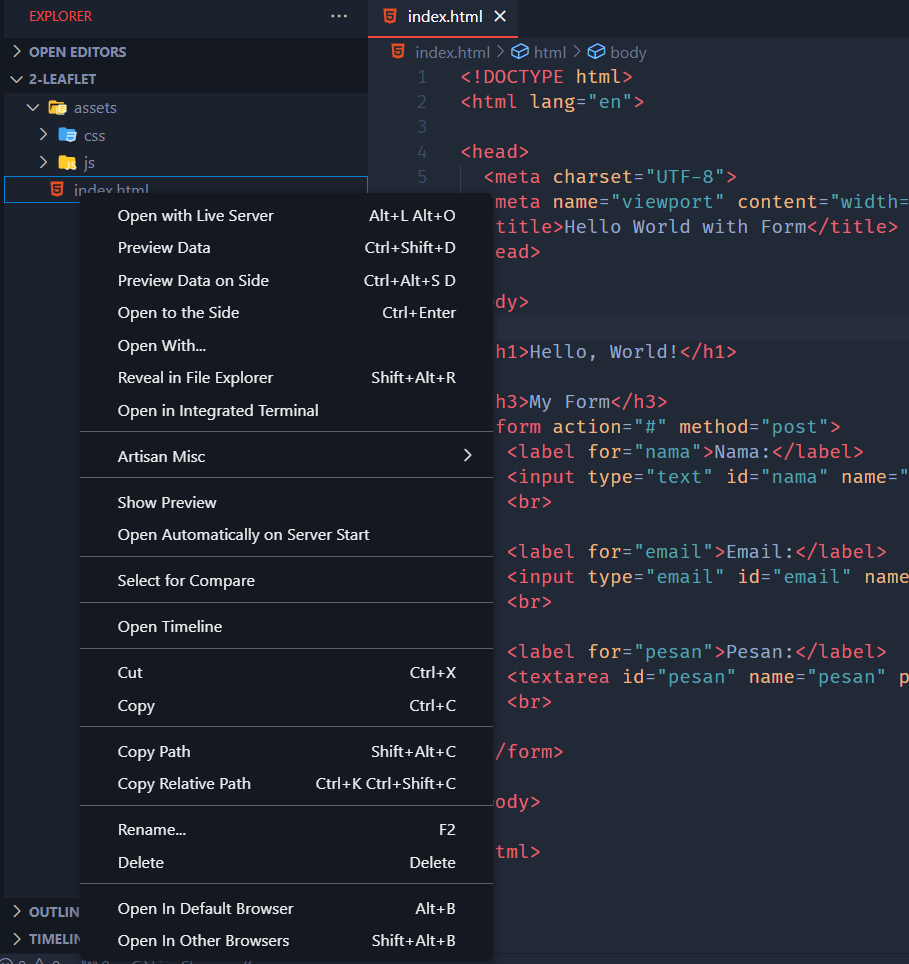 EXPLORER ...
index.html
OPEN EDITORS
2-LEAFLET
assets
css
js
index.html
index.html > html > body
1 <!DOCTYPE html>
2 <html lang="en">
3
4 <head>
5 <meta charset="UTF-8">
meta name="viewport" content="width=
title>Hello World with Form</title>
ead>
dy>
h1>Hello, World!</h1>
h3>My Form</h3>
form action="#" method="post">
<label for="nama">Nama:</label>
<input type="text" id="nama" name="
<br>
<label for="email">Email:</label>
<input type="email" id="email" name
<br>
<label for="pesan">Pesan:</label>
<textarea id="pesan" name="pesan" p
<br>
/form>
ody>
tml>
Open with Live Server Alt+L Alt+O
Preview Data Ctrl+Shift+D
Preview Data on Side Ctrl+Alt+S D
Open to the Side Ctrl+Enter
Open With...
Reveal in File Explorer Shift+Alt+R
Open in Integrated Terminal
Artisan Misc >
Show Preview
Open Automatically on Server Start
Select for Compare
Open Timeline
Cut Ctrl+X
Copy Ctrl+C
Copy Path Shift+Alt+C
Copy Relative Path Ctrl+K Ctrl+Shift+C
Rename... F2
Delete Delete
Open In Default Browser Alt+B
Open In Other Browsers Shift+Alt+B
OUTLIN
TIMELIN